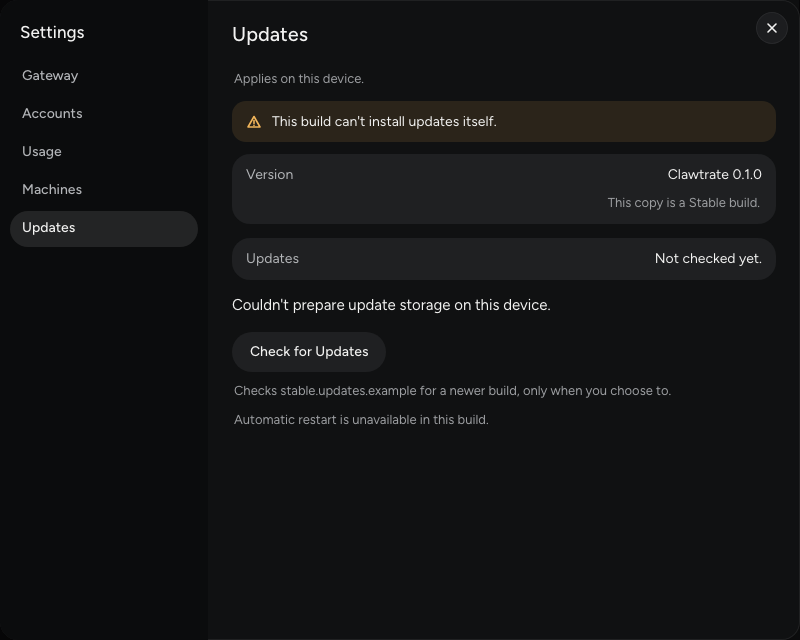 Settings
Gateway
Accounts
Usage
Machines
Updates
Updates
Applies on this device.
This build can't install updates itself.
Version
Clawtrate 0.1.0
This copy is a Stable build.
Updates
Not checked yet.
Couldn't prepare update storage on this device.
Check for Updates
Checks stable.updates.example for a newer build, only when you choose to.
Automatic restart is unavailable in this build.